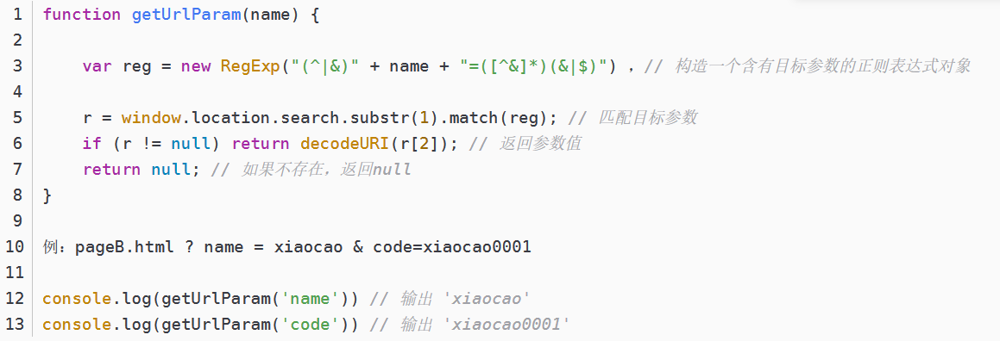 1 function getUrlParam(name) {
2
3     var reg = new RegExp("(^|&)" + name + "=([^&]*)(&|$)") ，// 构造一个含有目标参数的正则表达式对象
4
5     r = window.location.search.substr(1).match(reg); // 匹配目标参数
6     if (r != null) return decodeURI(r[2]); // 返回参数值
7     return null; // 如果不存在，返回null
8 }
9
10 例：pageB.html ? name = xiaocao & code=xiaocao0001
11
12 console.log(getUrlParam('name')) // 输出 'xiaocao'
13 console.log(getUrlParam('code')) // 输出 'xiaocao0001'